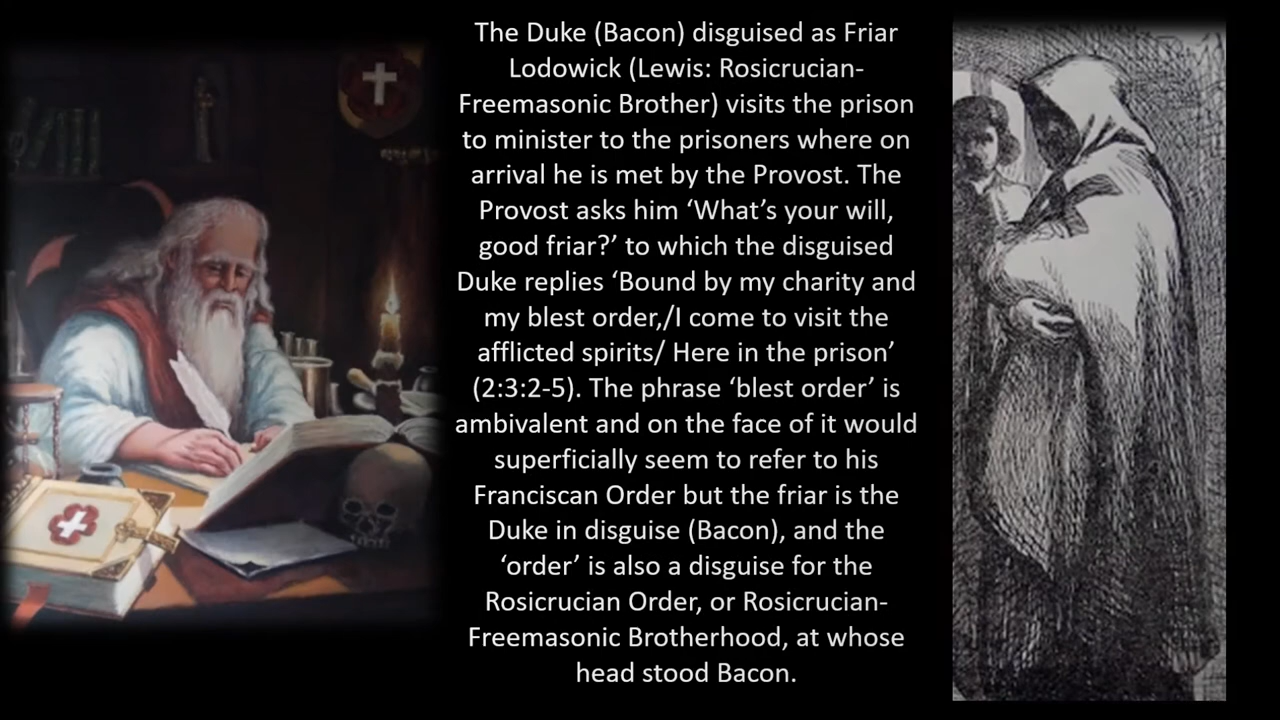 The Duke (Bacon) disguised as Friar
Lodowick (Lewis: Rosicrucian-
Freemasonic Brother) visits the prison
to minister to the prisoners where on
arrival he is met by the Provost. The
Provost asks him ‘What’s your will,
good friar?’ to which the disguised
Duke replies ‘Bound by my charity and
my blest order,/I come to visit the
afflicted spirits/ Here in the prison’
(2:3:2-5). The phrase ‘blest order’ is
ambivalent and on the face of it would
superficially seem to refer to his
Franciscan Order but the friar is the
Duke in disguise (Bacon), and the
‘order’ is also a disguise for the
Rosicrucian Order, or Rosicrucian-
Freemasonic Brotherhood, at whose
head stood Bacon.